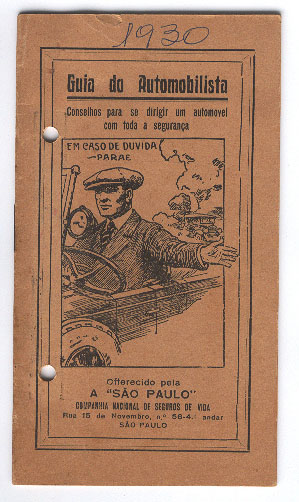 1930
Guia do Automobilista
Conselhos para se dirigir um automovel
com toda a segurança
EM CASO DE DUVIDA
—PARAE
Offerecido pela
A "SÃO PAULO"
COMPANHIA NACIONAL DE SEGUROS DE VIDA
Rua 15 de Novembro, n.º 56-4.º andar
SÃO PAULO